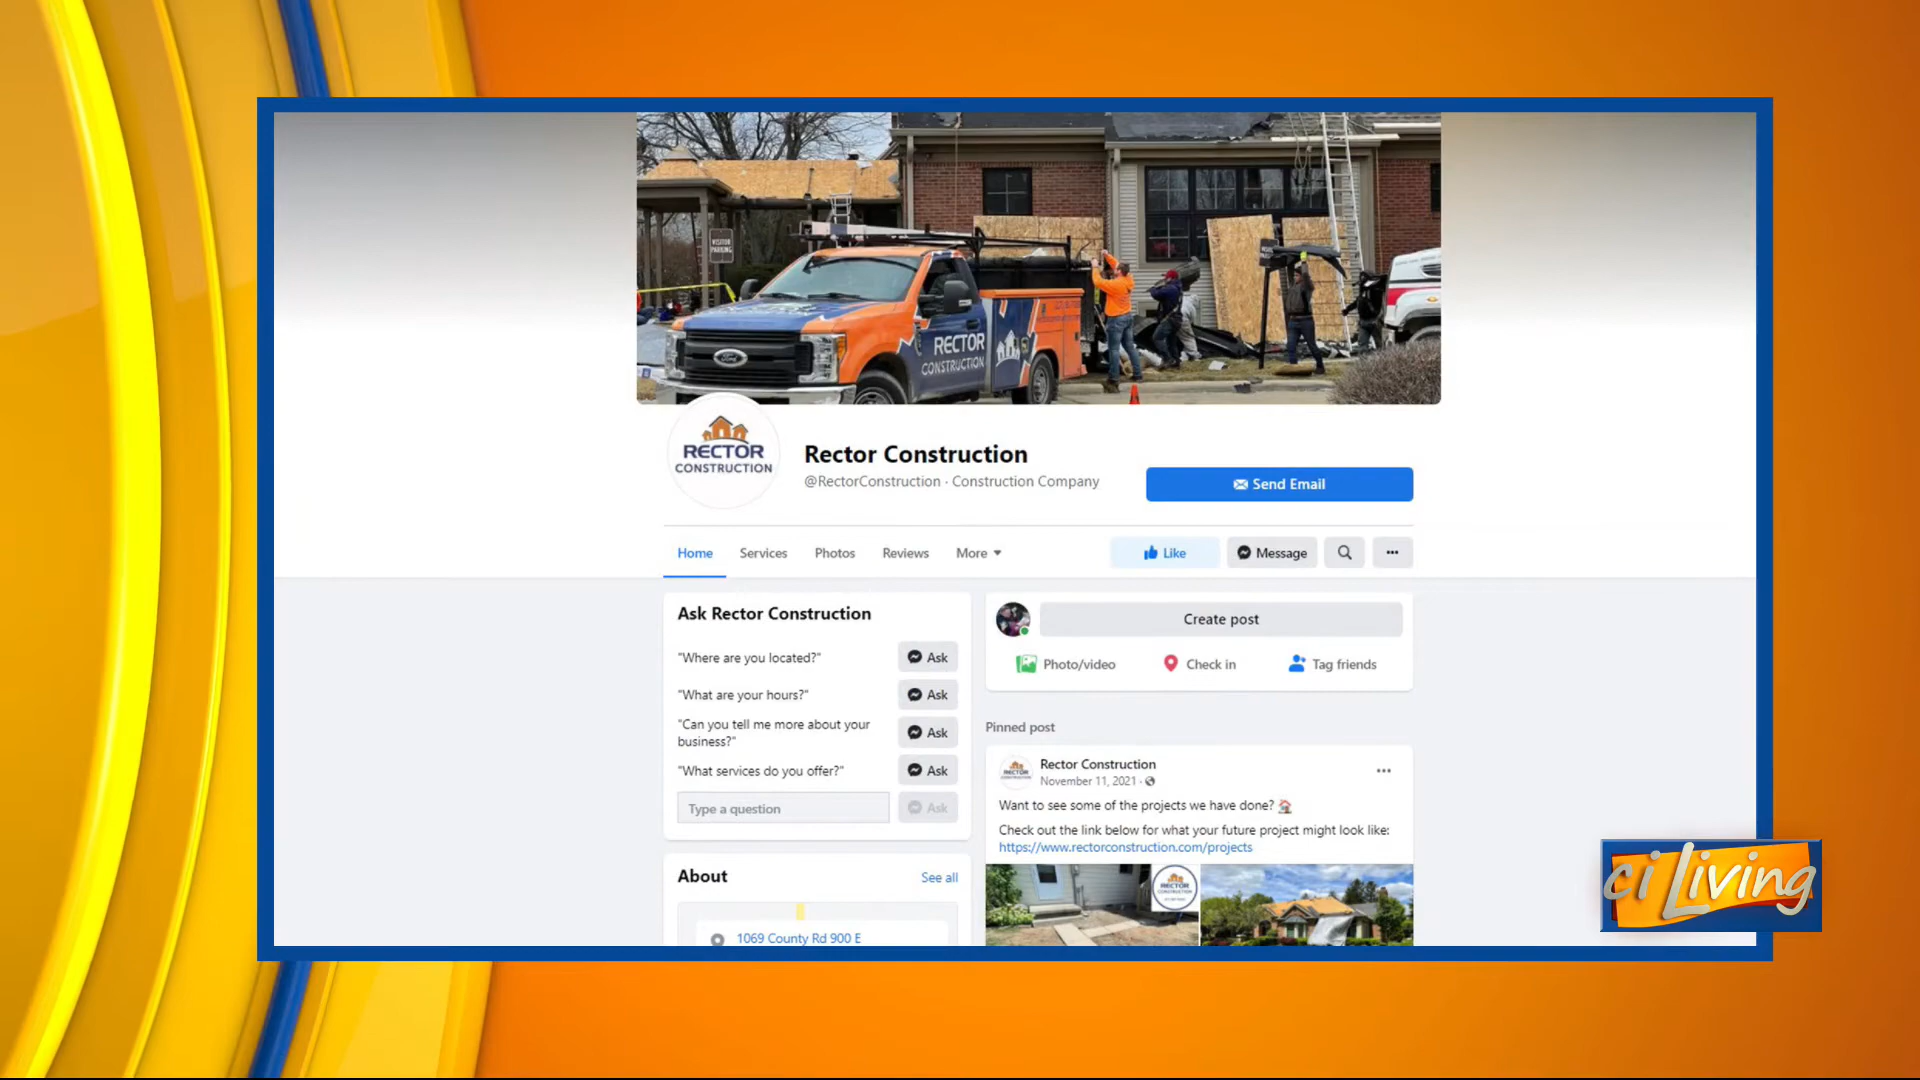 VISITOR
PARKING
RECTOR
CONSTRUCTION
RECTOR
CONSTRUCTION
Rector Construction
@RectorConstruction · Construction Company
Send Email
Home
Services
Photos
Reviews
More
Like
Message
Ask Rector Construction
"Where are you located?"
Ask
"What are your hours?"
Ask
"Can you tell me more about your
business?"
Ask
"What services do you offer?"
Ask
Type a question
Ask
About
See all
1069 County Rd 900 E
Create post
Photo/video
Check in
Tag friends
Pinned post
RECTOR
Rector Construction
November 11, 2021 ·
Want to see some of the projects we have done?
Check out the link below for what your future project might look like:
https://www.rectorconstruction.com/projects
RECTOR
CONSTRUCTION
ci Living